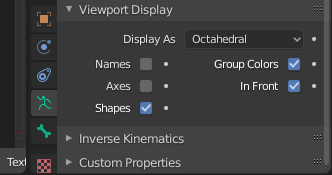 Viewport Display
Display As Octahedral
Names Group Colors
Axes In Front
Shapes
Inverse Kinematics
Custom Properties
Text